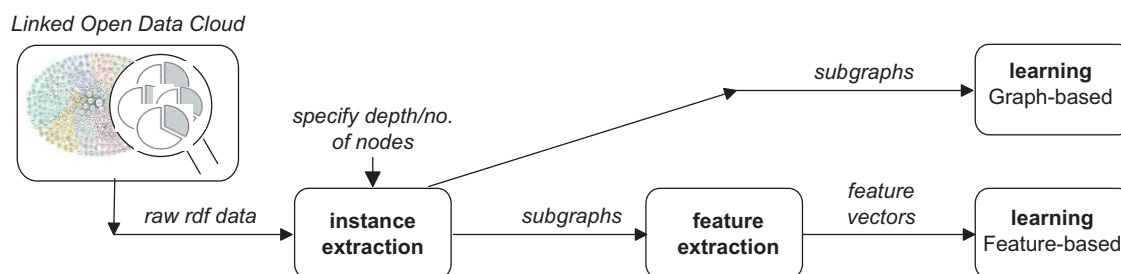 Linked Open Data Cloud
specify depth/no.
of nodes
subgraphs
learning
Graph-based
raw rdf data
instance
extraction
subgraphs
feature
extraction
feature
vectors
learning
Feature-based